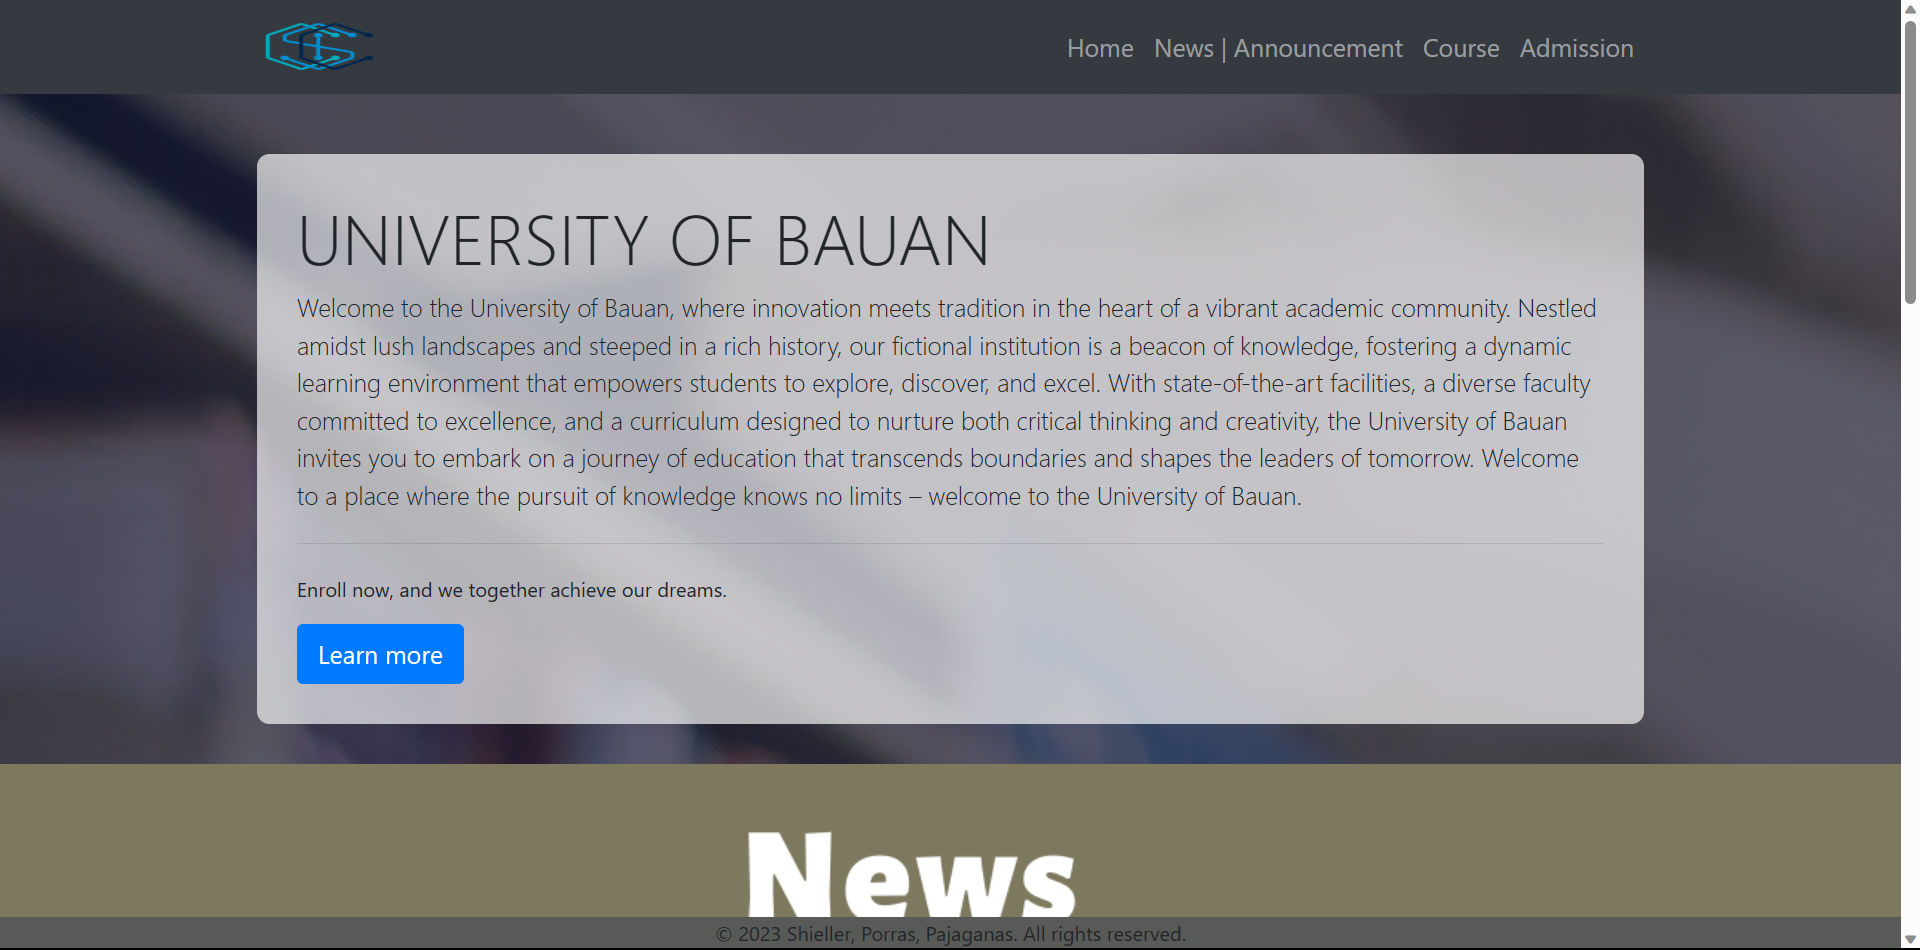 Home News | Announcement Course Admission
UNIVERSITY OF BAUAN
Welcome to the University of Bauan, where innovation meets tradition in the heart of a vibrant academic community. Nestled
amidst lush landscapes and steeped in a rich history, our fictional institution is a beacon of knowledge, fostering a dynamic
learning environment that empowers students to explore, discover, and excel. With state-of-the-art facilities, a diverse faculty
committed to excellence, and a curriculum designed to nurture both critical thinking and creativity, the University of Bauan
invites you to embark on a journey of education that transcends boundaries and shapes the leaders of tomorrow. Welcome
to a place where the pursuit of knowledge knows no limits – welcome to the University of Bauan.
Enroll now, and we together achieve our dreams.
Learn more
News
© 2023 Shieller, Porras, Pajaganas. All rights reserved.